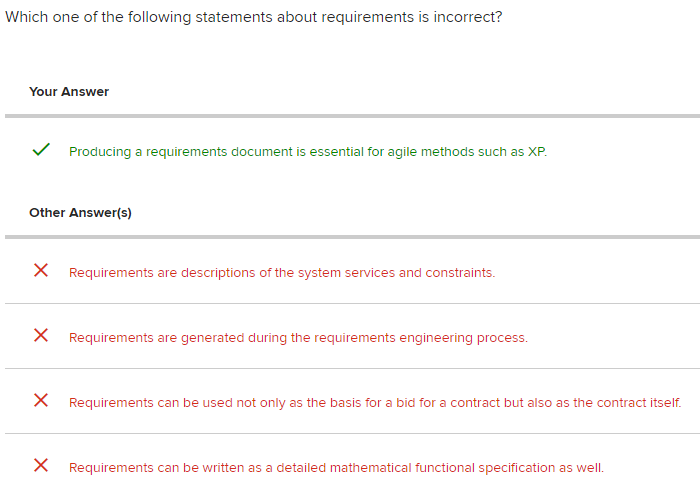 Which one of the following statements about requirements is incorrect?
Your Answer
Producing a requirements document is essential for agile methods such as XP.
Other Answer(s)
Requirements are descriptions of the system services and constraints.
Requirements are generated during the requirements engineering process.
Requirements can be used not only as the basis for a bid for a contract but also as the contract itself.
Requirements can be written as a detailed mathematical functional specification as well.